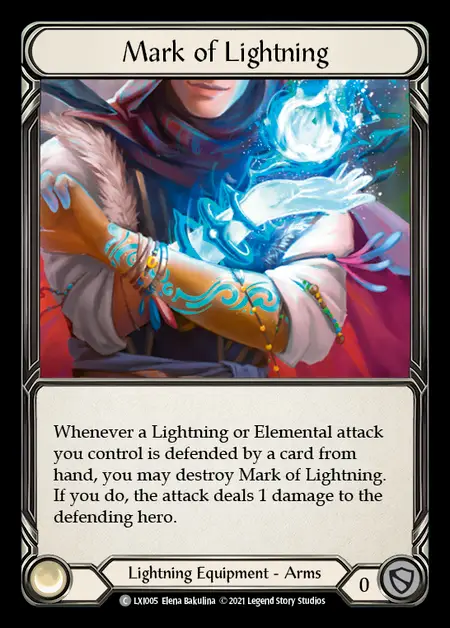 Mark of Lightning
Whenever a Lightning or Elemental attack
you control is defended by a card from
hand, you may destroy Mark of Lightning.
If you do, the attack deals 1 damage to the
defending hero.
Lightning Equipment - Arms
0
C LXI005 Elena Bakulina © 2021 Legend Story Studios